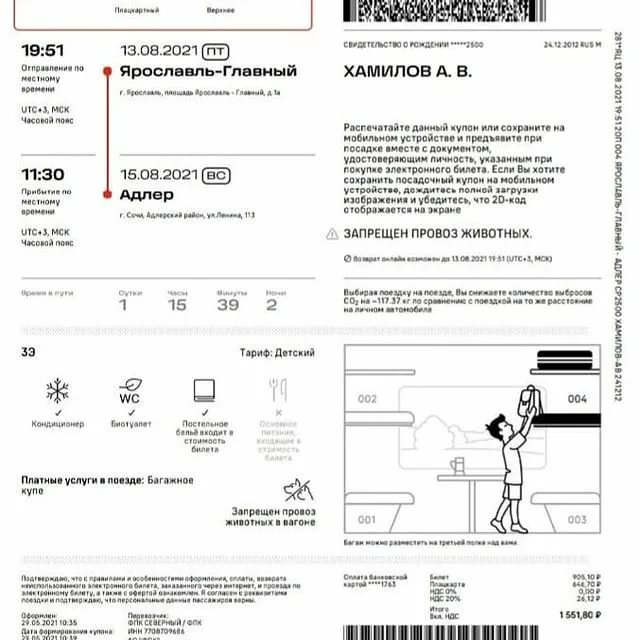 Плацкартный
Верхнее
19:51
Отправление по
местному
времени
UTC+3, МСК
Часовой пояс
13.08.2021 ПТ
Ярославль-Главный
г. Ярославль, площадь Ярославль - Главный, д.1а
11:30
Прибытие по
местному
времени
UTC+3, МСК
Часовой пояс
15.08.2021 ВС
Адлер
г. Сочи, Адлерский район, ул.Ленина, 113
Время в пути
Сутки
1
Часы
15
Минуты
39
Ночи
2
3Э
Тариф: Детский
Кондиционер
WC
Биотуалет
Постельное
бельё входит в
стоимость
билета
Основное
питание,
входящее в
стоимость
билета
Платные услуги в поезде: Багажное
купе
Запрещен провоз
животных в вагоне
Подтверждаю, что с правилами и особенностями оформления, оплаты, возврата
неиспользованного электронного билета, заказанного через интернет, и проезда по
электронному билету, а также с офертой ознакомлен. Я согласен с реквизитами
поездки и подтверждаю, что персональные данные пассажиров верны.
Оформлен:
29.05.2021 10:35
Дата формирования купона:
29.05.2021 10:39
Перевозчик:
ФПК СЕВЕРНЫЙ / ФПК
ИНН 7708709686
СВИДЕТЕЛЬСТВО О РОЖДЕНИИ *****2500
24.12.2012 RUS М
ХАМИЛОВ А. В.
Распечатайте данный купон или сохраните на
мобильном устройстве и предъявите при
посадке вместе с документом,
удостоверяющим личность, указанным при
покупке электронного билета. Если Вы хотите
сохранить посадочный купон на мобильном
устройстве, дождитесь полной загрузки
изображения и убедитесь, что 2D-код
отображается на экране
ЗАПРЕЩЕН ПРОВОЗ ЖИВОТНЫХ.
Возврат онлайн возможен до 13.08.2021 19:51 (UTC+3, МСК)
Выбирая поездку на поезде, Вы снижаете количество выбросов
CO2 на ~117.37 кг по сравнению с поездкой на то же расстояние
на личном автомобиле
002
004
001
003
Багаж можно разместить на третьей полке над вами.
Оплата банковской
картой ****1763
Билет
905,10 ₽
Плацкарта
646,70 ₽
НДС 0%
0,00 ₽
НДС 20%
26,12 ₽
Итого
Вкл. НДС
1 551,80 ₽
281*ЯЦ 13 08 2021 19 51 20П 004 ЯРОСЛАВЛЬ-ГЛАВНЫЙ - АДЛЕР СР2500 ХАМИЛОВ-АВ 241212